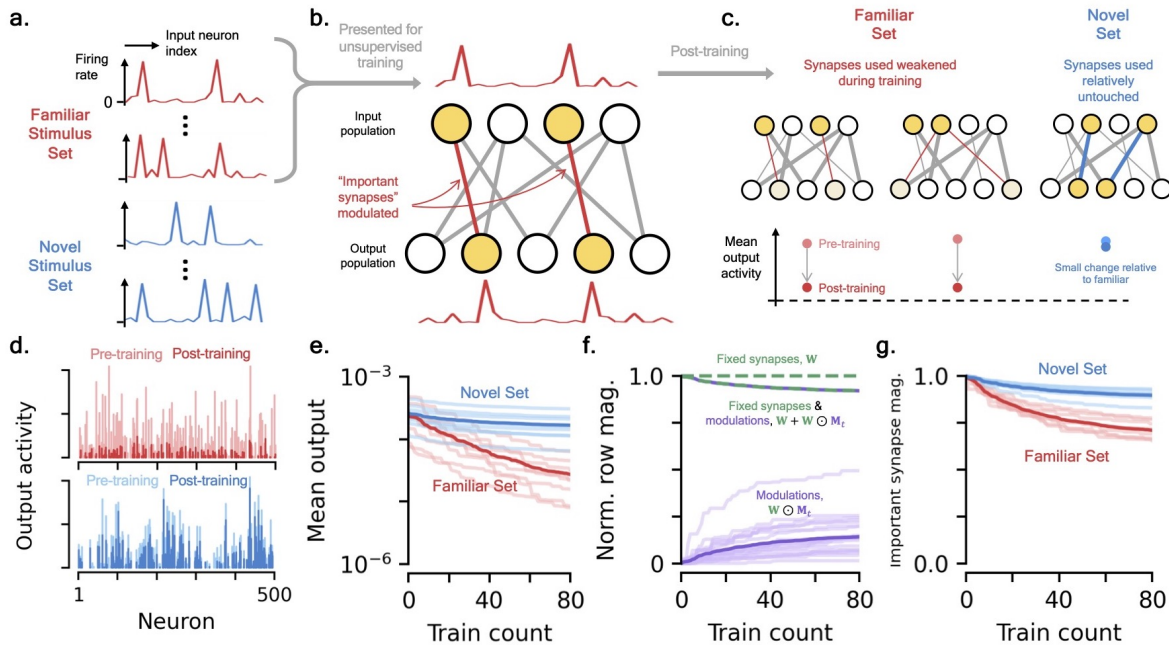 a.
Input neuron
index
Firing
rate
0
Familiar
Stimulus
Set
Novel
Stimulus
Set
b.
Presented for
unsupervised
training
Input
population
"Important
synapses"
modulated
Output
population
Post-training
c.
Familiar
Set
Synapses used weakened
during training
Novel
Set
Synapses used
relatively
untouched
Mean
output
activity
Pre-training
Post-training
Small change relative
to familiar
d.
Output activity
Pre-training Post-training
Pre-training Post-training
1 500
Neuron
e.
Mean output
10⁻³
10⁻⁶
Novel Set
Familiar Set
0 40 80
Train count
f.
Norm. row mag.
1.0
0
Fixed synapses, W
Fixed synapses &
modulations, W + W ⊙ Mₜ
Modulations,
W ⊙ Mₜ
0 40 80
Train count
g.
Important synapse mag.
1.0
0.0
Novel Set
Familiar Set
0 40 80
Train count